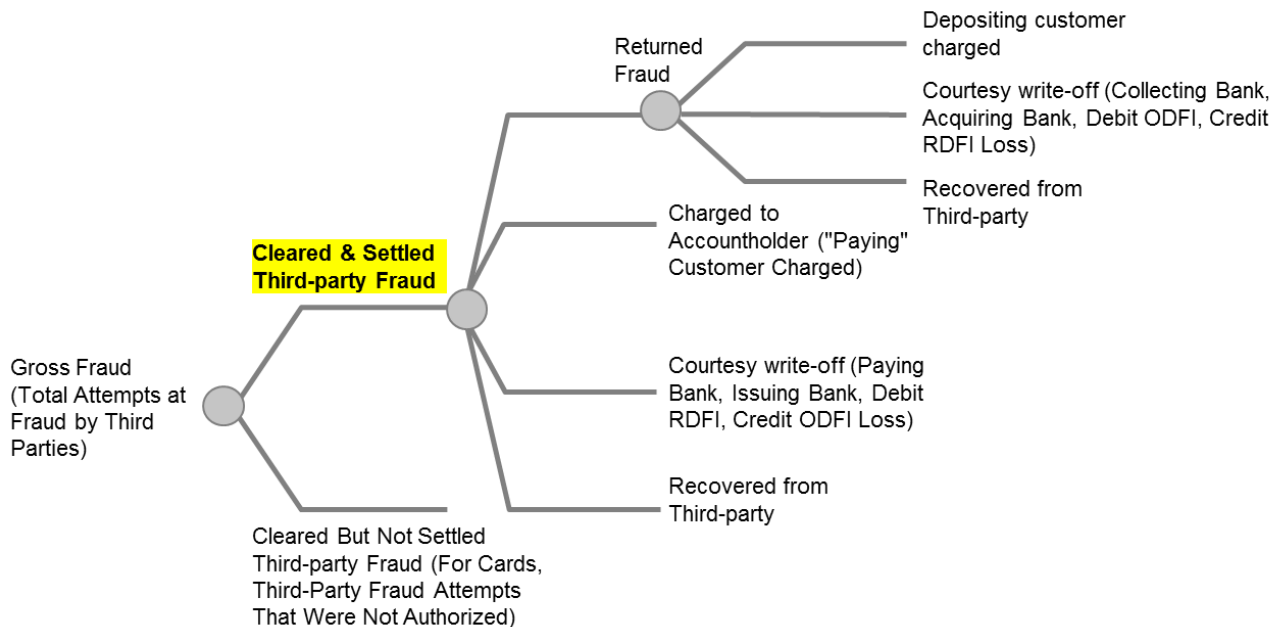 Depositing customer
charged
Returned
Fraud
Courtesy write-off (Collecting Bank,
Acquiring Bank, Debit ODFI, Credit
RDFI Loss)
Recovered from
Third-party
Charged to
Accountholder ("Paying"
Customer Charged)
Cleared & Settled
Third-party Fraud
Gross Fraud
(Total Attempts at
Fraud by Third
Parties)
Courtesy write-off (Paying
Bank, Issuing Bank, Debit
RDFI, Credit ODFI Loss)
Recovered from
Third-party
Cleared But Not Settled
Third-party Fraud (For Cards,
Third-Party Fraud Attempts
That Were Not Authorized)